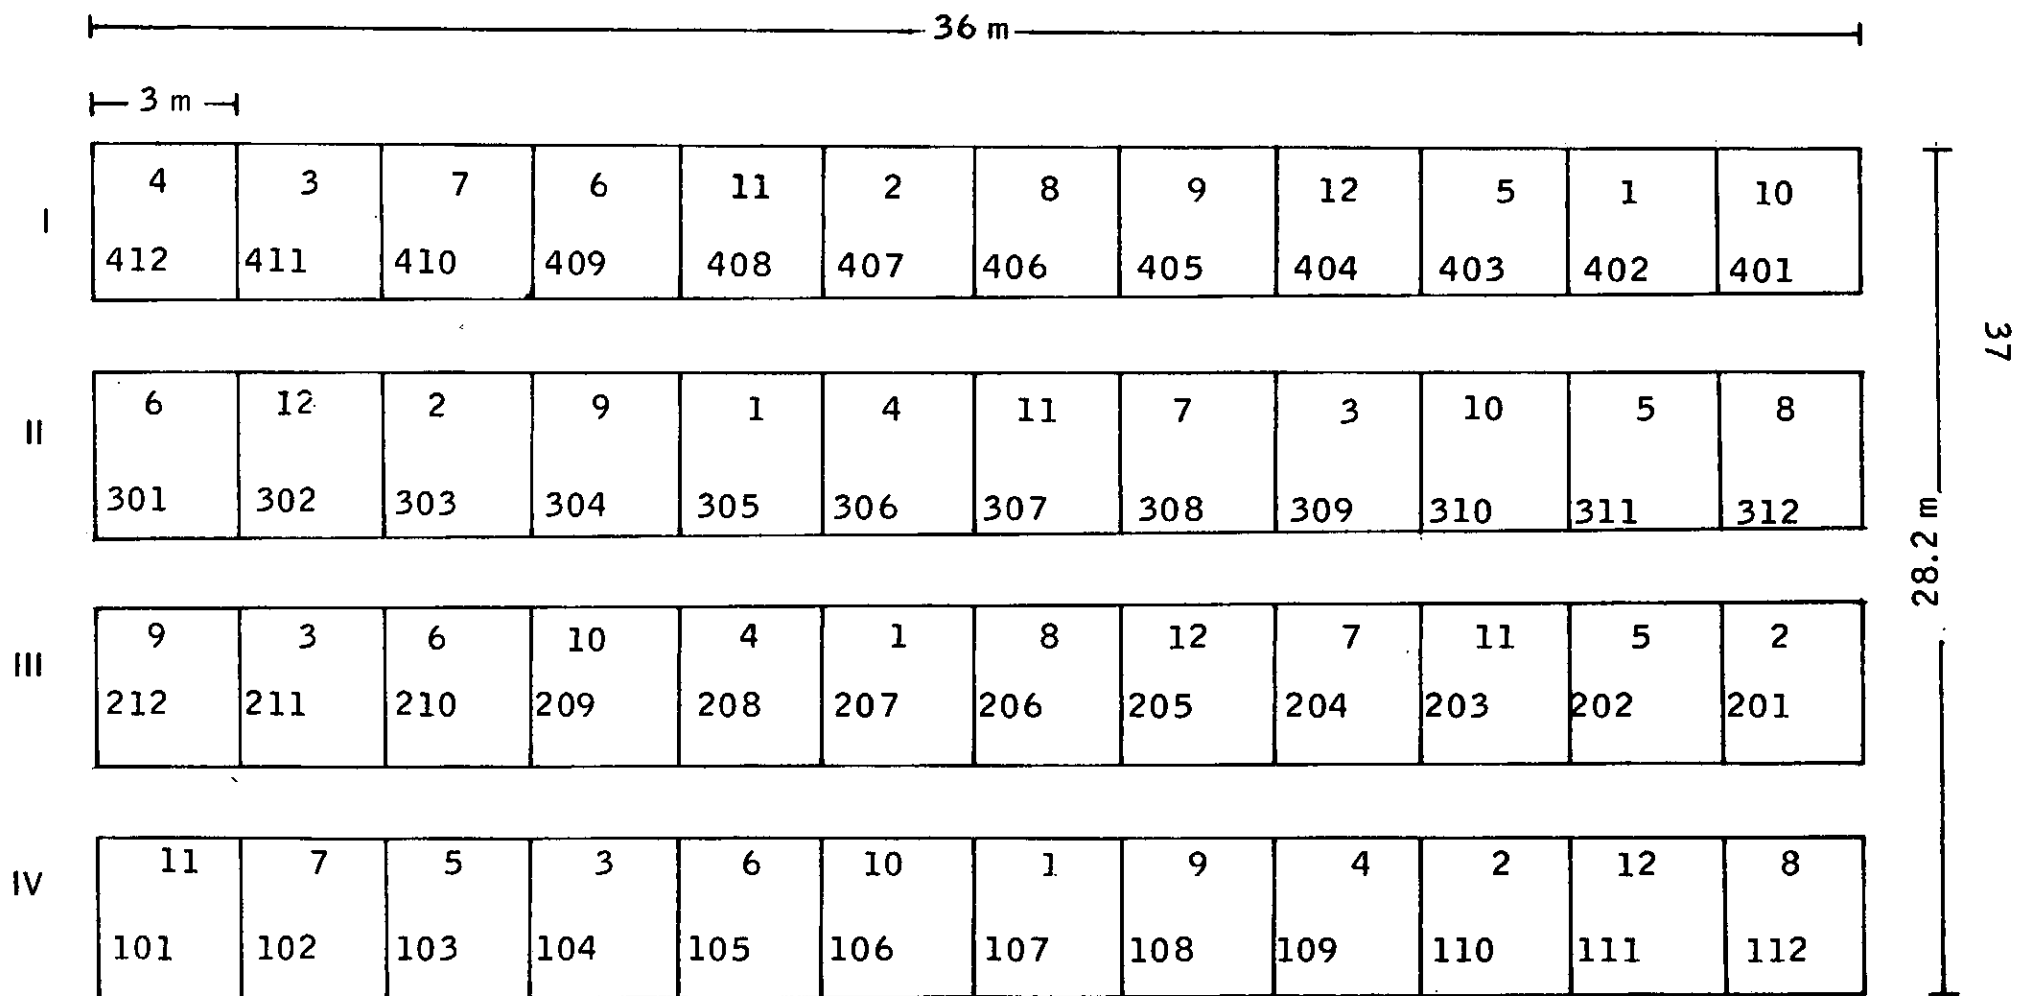 36 m
3 m
I
4 3 7 6 11 2 8 9 12 5 1 10
412 411 410 409 408 407 406 405 404 403 402 401
37
II
6 12 2 9 1 4 11 7 3 10 5 8
301 302 303 304 305 306 307 308 309 310 311 312
28.2 m
III
9 3 6 10 4 1 8 12 7 11 5 2
212 211 210 209 208 207 206 205 204 203 202 201
IV
11 7 5 3 6 10 1 9 4 2 12 8
101 102 103 104 105 106 107 108 109 110 111 112